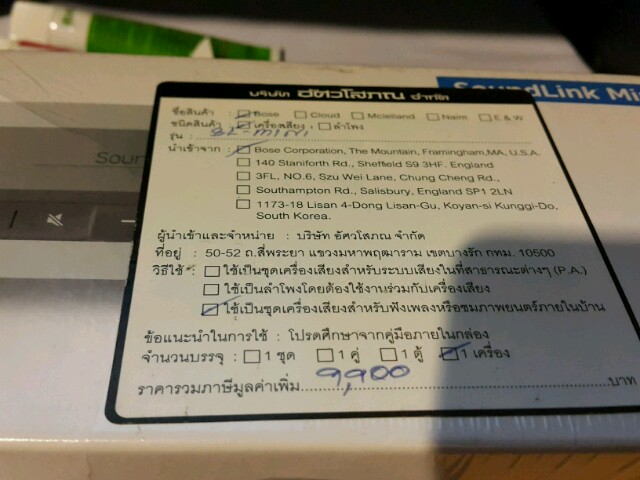 SoundLink Mi
บริษัท อัศวโสภณ จำกัด
ชื่อสินค้า : Bose Cloud Mclelland Naim E & W
ชนิดสินค้า : เครื่องเสียง ลำโพง
รุ่น : SL-mini
นำเข้าจาก : Bose Corporation, The Mountain, Framingham, MA, U.S.A.
140 Staniforth Rd., Sheffield S9 3HF. England
3FL, NO.6, Szu Wei Lane, Chung Cheng Rd.,
Southampton Rd., Salisbury, England SP1 2LN
1173-18 Lisan 4-Dong Lisan-Gu, Koyan-si Kunggi-Do,
South Korea.
Soun
ผู้นำเข้าและจำหน่าย : บริษัท อัศวโสภณ จำกัด
ที่อยู่ : 50-52 ถ.สี่พระยา แขวงมหาพฤฒาราม เขตบางรัก กทม. 10500
วิธีใช้ : ใช้เป็นชุดเครื่องเสียงสำหรับระบบเสียงในที่สาธารณะต่างๆ (P.A.)
ใช้เป็นลำโพงโดยต้องใช้งานร่วมกับเครื่องเสียง
ใช้เป็นชุดเครื่องเสียงสำหรับฟังเพลงหรือชมภาพยนตร์ภายในบ้าน
ข้อแนะนำในการใช้ : โปรดศึกษาจากคู่มือภายในกล่อง
จำนวนบรรจุ : 1 ชุด 1 คู่ 1 ตู้ 1 เครื่อง
ราคารวมภาษีมูลค่าเพิ่ม 9,900 บาท